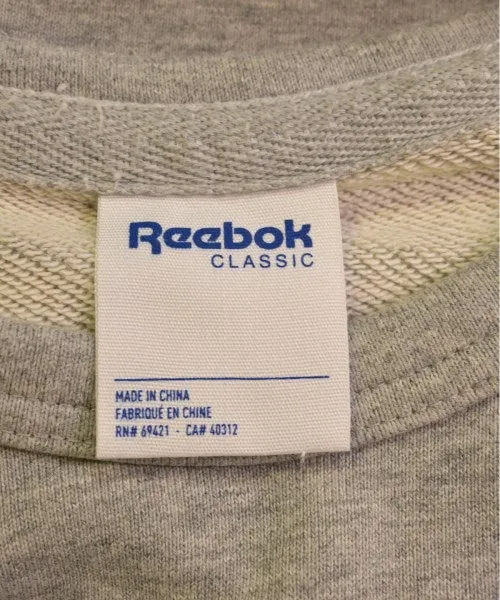 Reebok
CLASSIC
MADE IN CHINA
FABRIQUÉ EN CHINE
RN# 69421 - CA# 40312